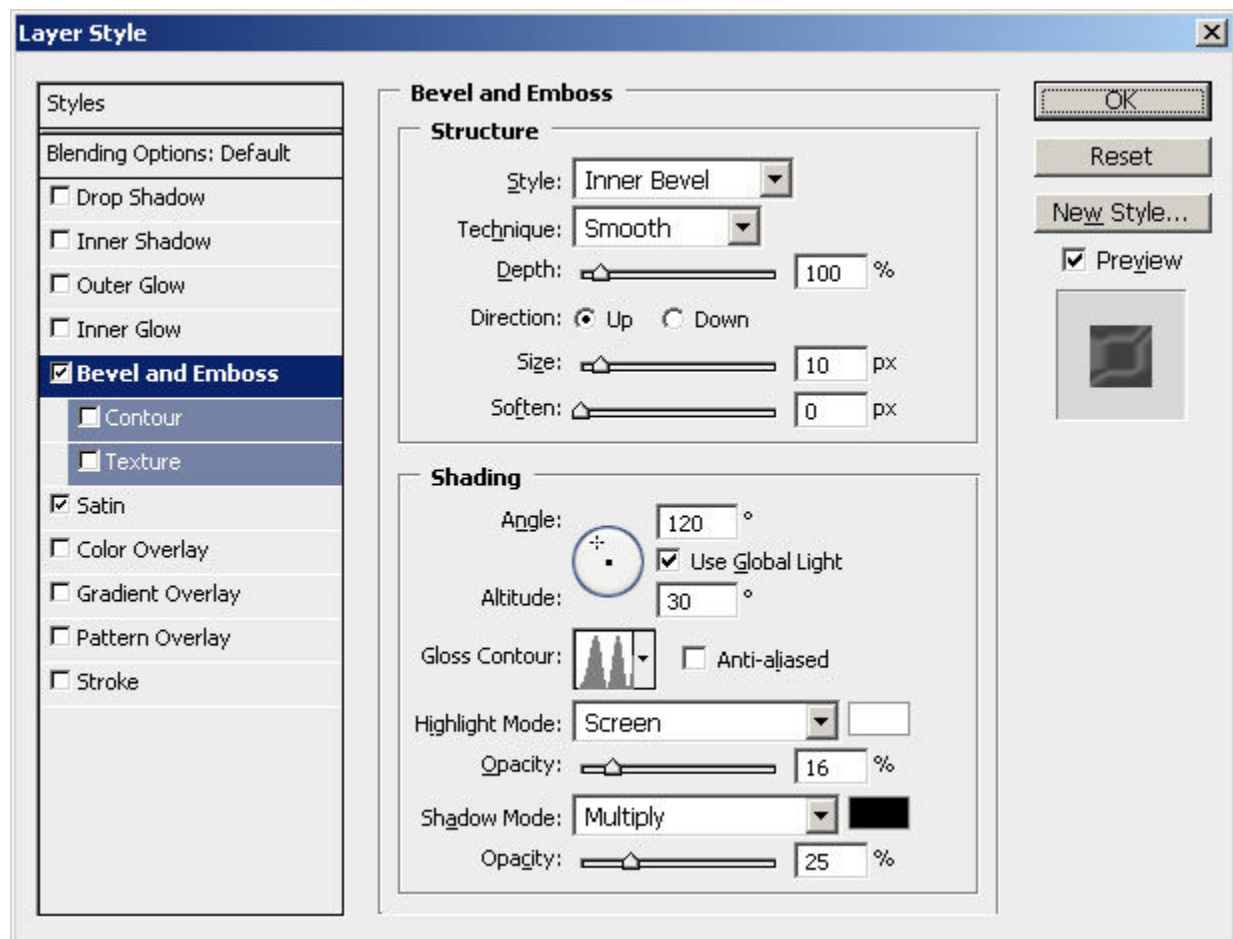 Layer Style
Styles
Blending Options: Default
Drop Shadow
Inner Shadow
Outer Glow
Inner Glow
Bevel and Emboss
Contour
Texture
Satin
Color Overlay
Gradient Overlay
Pattern Overlay
Stroke
Bevel and Emboss
Structure
Style: Inner Bevel
Technique: Smooth
Depth: 100 %
Direction: Up Down
Size: 10 px
Soften: 0 px
Shading
Angle: 120 °
Use Global Light
Altitude: 30 °
Gloss Contour: Anti-aliased
Highlight Mode: Screen
Opacity: 16 %
Shadow Mode: Multiply
Opacity: 25 %
OK
Reset
New Style...
Preview